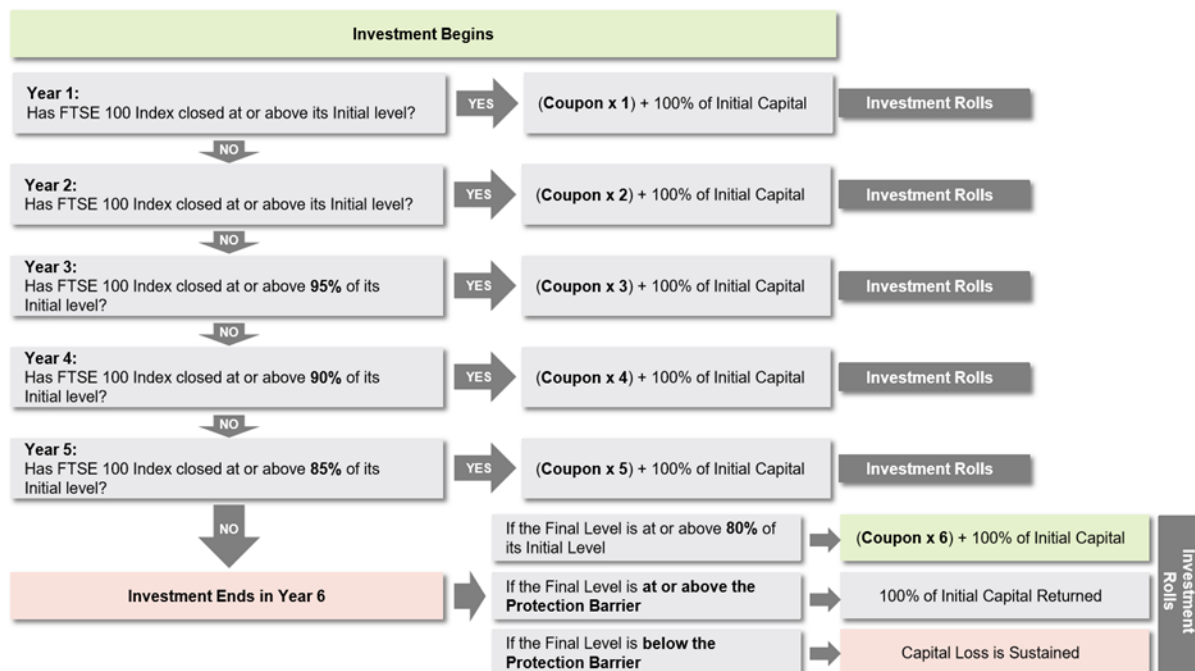 Investment Begins
Year 1:
Has FTSE 100 Index closed at or above its Initial level?
YES
(Coupon x 1) + 100% of Initial Capital
Investment Rolls
NO
Year 2:
Has FTSE 100 Index closed at or above its Initial level?
YES
(Coupon x 2) + 100% of Initial Capital
Investment Rolls
NO
Year 3:
Has FTSE 100 Index closed at or above 95% of its
Initial level?
YES
(Coupon x 3) + 100% of Initial Capital
Investment Rolls
NO
Year 4:
Has FTSE 100 Index closed at or above 90% of its
Initial level?
YES
(Coupon x 4) + 100% of Initial Capital
Investment Rolls
NO
Year 5:
Has FTSE 100 Index closed at or above 85% of its
Initial level?
YES
(Coupon x 5) + 100% of Initial Capital
Investment Rolls
NO
Investment Ends in Year 6
If the Final Level is at or above 80% of
its Initial Level
(Coupon x 6) + 100% of Initial Capital
If the Final Level is at or above the
Protection Barrier
100% of Initial Capital Returned
If the Final Level is below the
Protection Barrier
Capital Loss is Sustained
Investment
Rolls